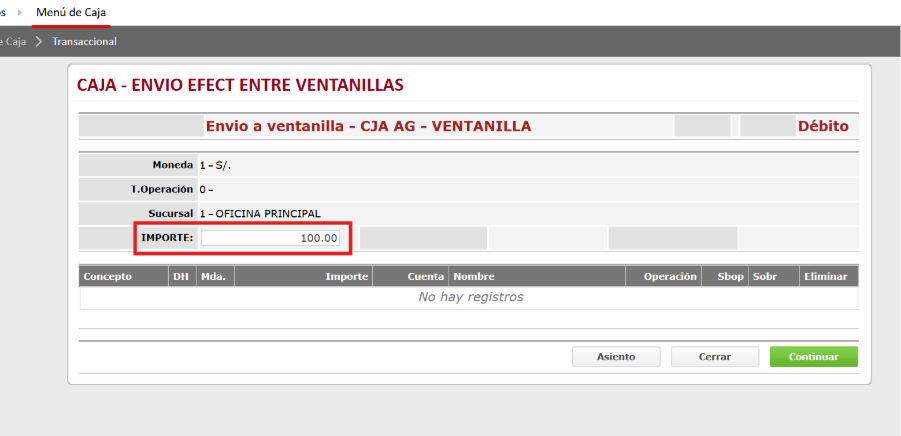 os ▸ Menú de Caja
e Caja > Transaccional
CAJA - ENVIO EFECT ENTRE VENTANILLAS
Envio a ventanilla - CJA AG - VENTANILLA Débito
Moneda 1 - S/.
T.Operación 0 -
Sucursal 1 - OFICINA PRINCIPAL
IMPORTE: 100.00
Concepto DH Mda. Importe Cuenta Nombre Operación Sbop Sobr Eliminar
No hay registros
Asiento Cerrar Continuar